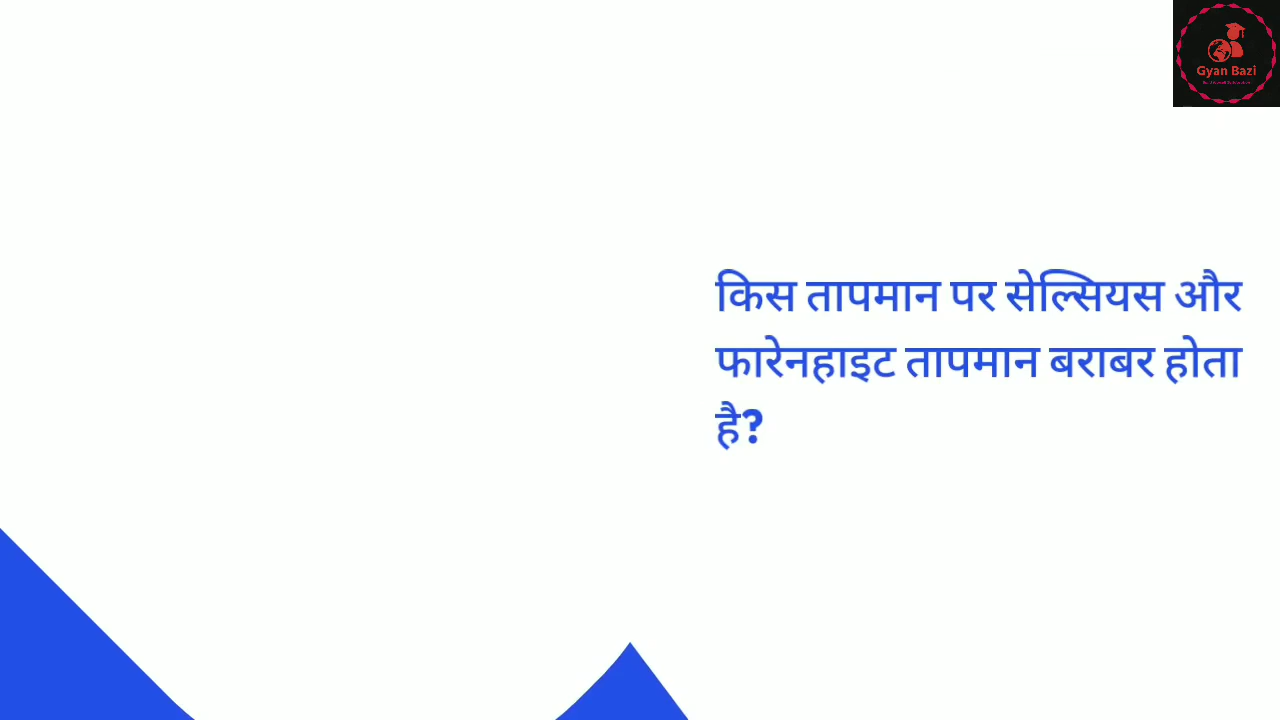 Gyan Bazi
किस तापमान पर सेल्सियस और
फारेनहाइट तापमान बराबर होता
है?